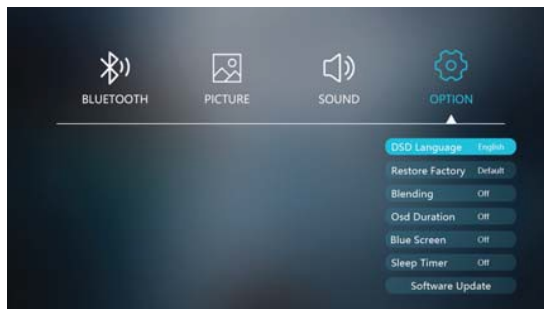 BLUETOOTH PICTURE SOUND OPTION
DSD Language English
Restore Factory Default
Blending Off
Osd Duration Off
Blue Screen Off
Sleep Timer Off
Software Update